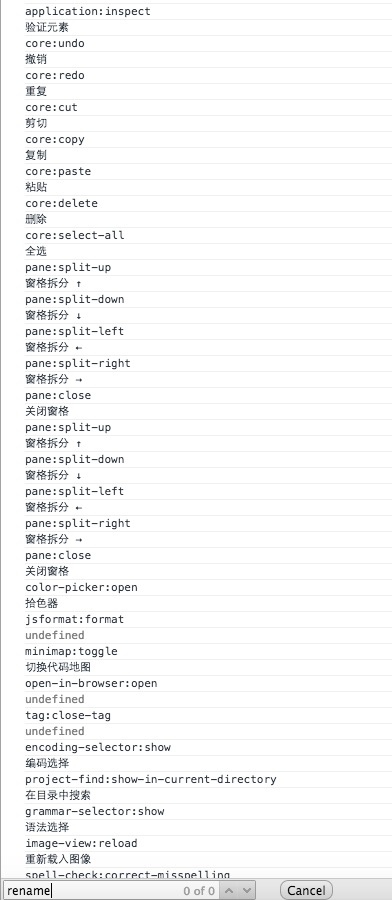 application:inspect
验证元素
core:undo
撤销
core:redo
重复
core:cut
剪切
core:copy
复制
core:paste
粘贴
core:delete
删除
core:select-all
全选
pane:split-up
窗格拆分 ↑
pane:split-down
窗格拆分 ↓
pane:split-left
窗格拆分 ←
pane:split-right
窗格拆分 →
pane:close
关闭窗格
pane:split-up
窗格拆分 ↑
pane:split-down
窗格拆分 ↓
pane:split-left
窗格拆分 ←
pane:split-right
窗格拆分 →
pane:close
关闭窗格
color-picker:open
拾色器
jsformat:format
undefined
minimap:toggle
切换代码地图
open-in-browser:open
undefined
tag:close-tag
undefined
encoding-selector:show
编码选择
project-find:show-in-current-directory
在目录中搜索
grammar-selector:show
语法选择
image-view:reload
重新载入图像
spell-check:correct-misspelling
rename 0 of 0 Cancel